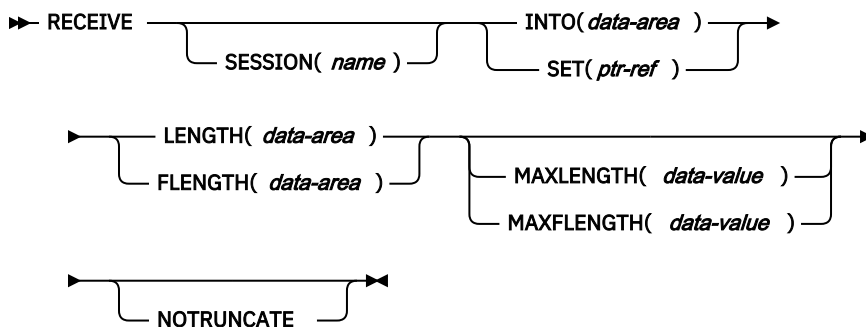 RECEIVE INTO( data-area )
SESSION( name ) SET( ptr-ref )
LENGTH( data-area )
FLENGTH( data-area ) MAXLENGTH( data-value )
MAXFLENGTH( data-value )
NOTRUNCATE